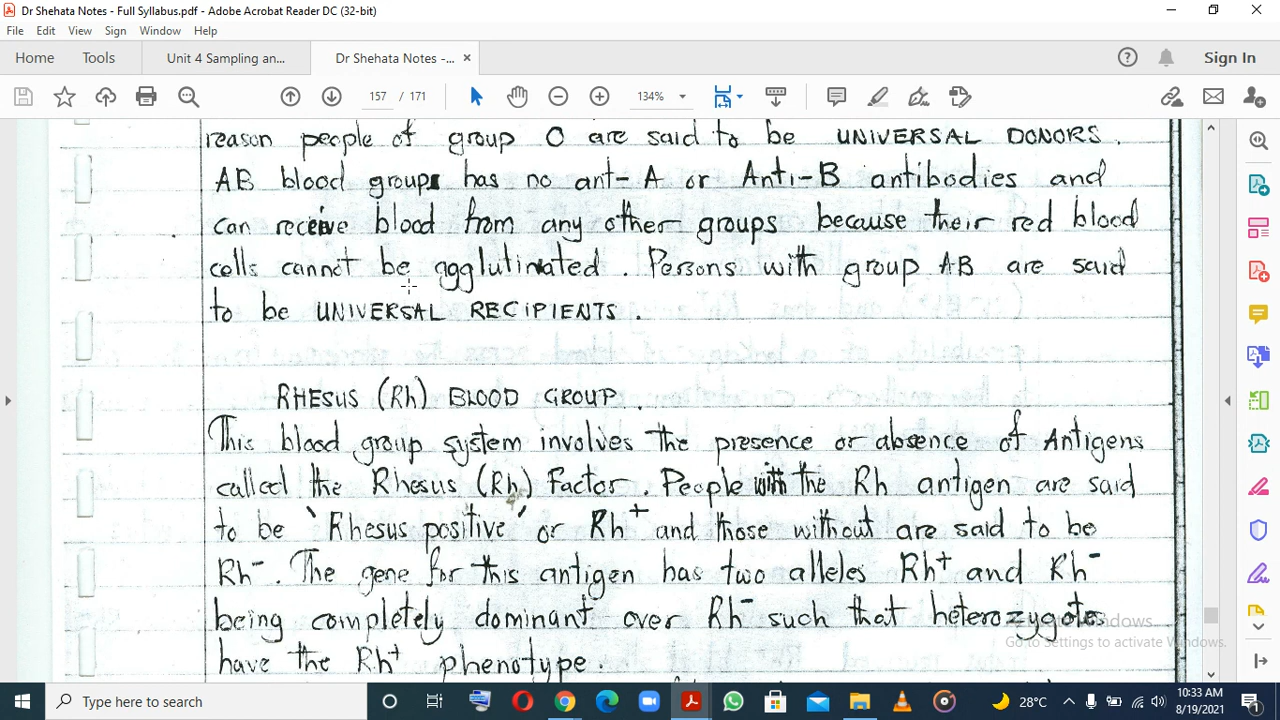 Dr Shehata Notes - Full Syllabus.pdf - Adobe Acrobat Reader DC (32-bit)
File Edit View Sign Window Help
Home Tools Unit 4 Sampling an... Dr Shehata Notes -... × Sign In
157 / 171 134%
reason people of group O are said to be UNIVERSAL DONORS.
AB blood groups has no ant-A or Anti-B antibodies and
can receive blood from any other groups because their red blood
cells cannot be agglutinated. Persons with group AB are said
to be UNIVERSAL RECIPIENTS.
RHESUS (Rh) BLOOD GROUP.
This blood group system involves the presence or absence of Antigens
called the Rhesus (Rh) Factor. People with the Rh antigen are said
to be 'Rhesus positive' or Rh+ and those without are said to be
Rh-. The gene for this antigen has two alleles Rh+ and Rh-
being completely dominant over Rh- such that heterozygotes
have the Rh+ phenotype.
Activate Windows
Go to Settings to activate Windows.
Type here to search 28°C 10:33 AM
8/19/2021